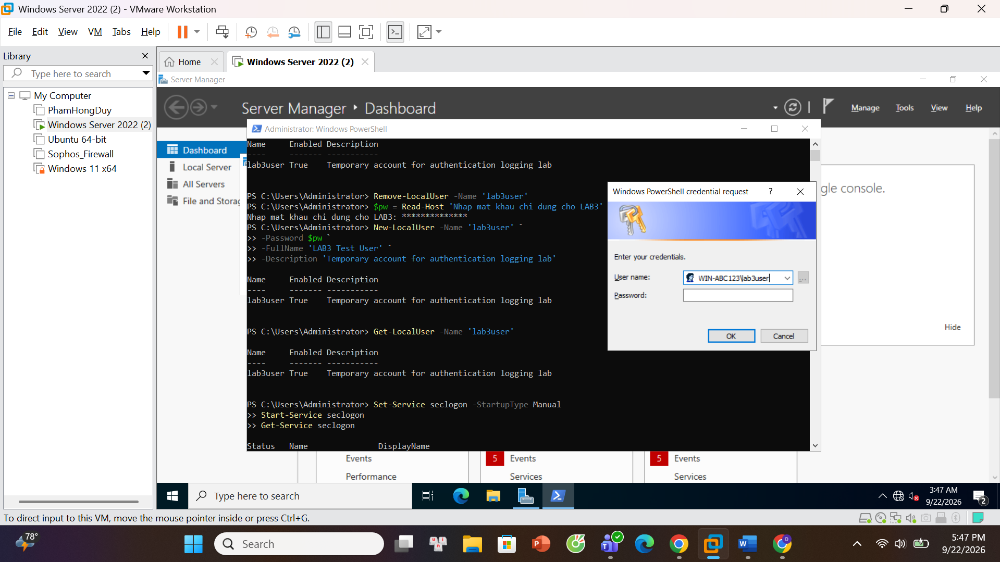 Windows Server 2022 (2) - VMware Workstation
File Edit View VM Tabs Help
Library
Type here to search
My Computer
PhamHongDuy
Windows Server 2022 (2)
Ubuntu 64-bit
Sophos_Firewall
Windows 11 x64
Home
Windows Server 2022 (2)
Server Manager
Server Manager • Dashboard
Manage Tools View Help
Dashboard
Local Server
All Servers
File and Storag
gle console.
Hide
Administrator: Windows PowerShell
Name     Enabled Description
----     ------- -----------
lab3user True    Temporary account for authentication logging lab
PS C:\Users\Administrator> Remove-LocalUser -Name 'lab3user'
PS C:\Users\Administrator> $pw = Read-Host 'Nhap mat khau chi dung cho LAB3'
Nhap mat khau chi dung cho LAB3: **************
PS C:\Users\Administrator> New-LocalUser -Name 'lab3user' `
>> -Password $pw `
>> -FullName 'LAB3 Test User' `
>> -Description 'Temporary account for authentication logging lab'
Name     Enabled Description
----     ------- -----------
lab3user True    Temporary account for authentication logging lab
PS C:\Users\Administrator> Get-LocalUser -Name 'lab3user'
Name     Enabled Description
----     ------- -----------
lab3user True    Temporary account for authentication logging lab
PS C:\Users\Administrator> Set-Service seclogon -StartupType Manual
>> Start-Service seclogon
>> Get-Service seclogon
Status   Name               DisplayName
Windows PowerShell credential request
?
Enter your credentials.
User name:
WIN-ABC123\lab3user
...
Password:
OK
Cancel
Events
Performance
5 Events
Services
5 Events
Services
Type here to search
3:47 AM
9/22/2026
2
To direct input to this VM, move the mouse pointer inside or press Ctrl+G.
78°
Search
5:47 PM
9/22/2026